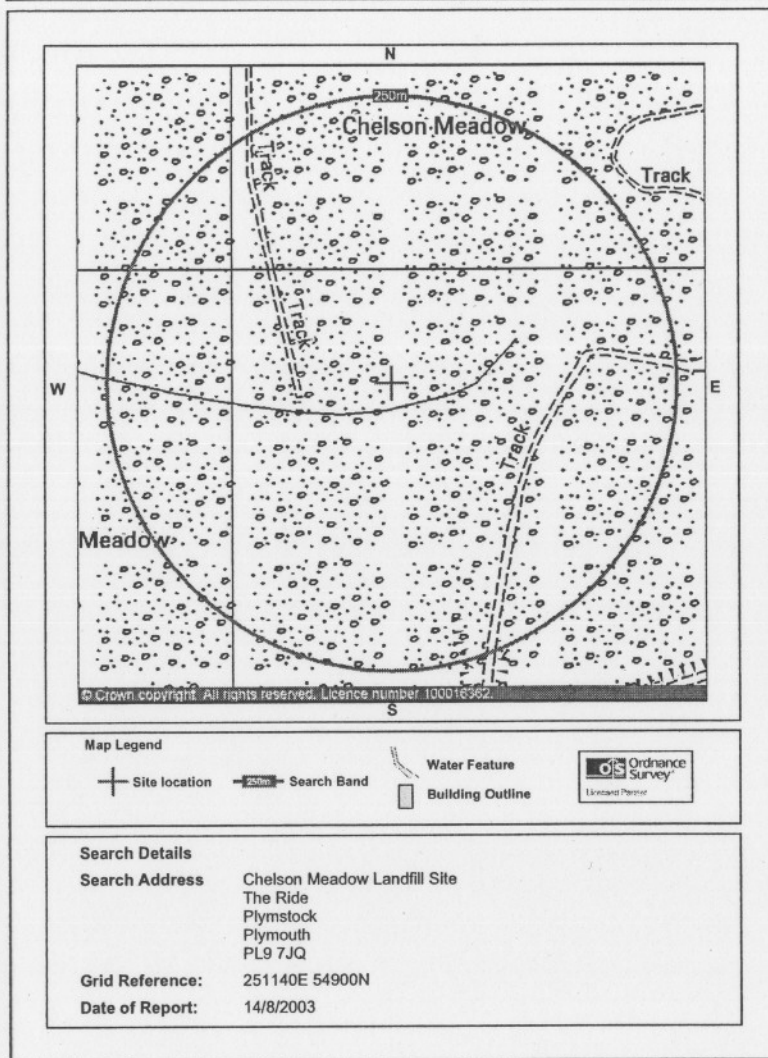 N
250m
Chelson Meadow
Track
Track
Track
W
E
Track
Meadow
© Crown copyright. All rights reserved. Licence number 100016362.
S
Map Legend
Site location
250m
Search Band
Water Feature
Building Outline
OS Ordnance
Survey®
Licensed Partner
Search Details
Search Address Chelson Meadow Landfill Site
The Ride
Plymstock
Plymouth
PL9 7JQ
Grid Reference: 251140E 54900N
Date of Report: 14/8/2003